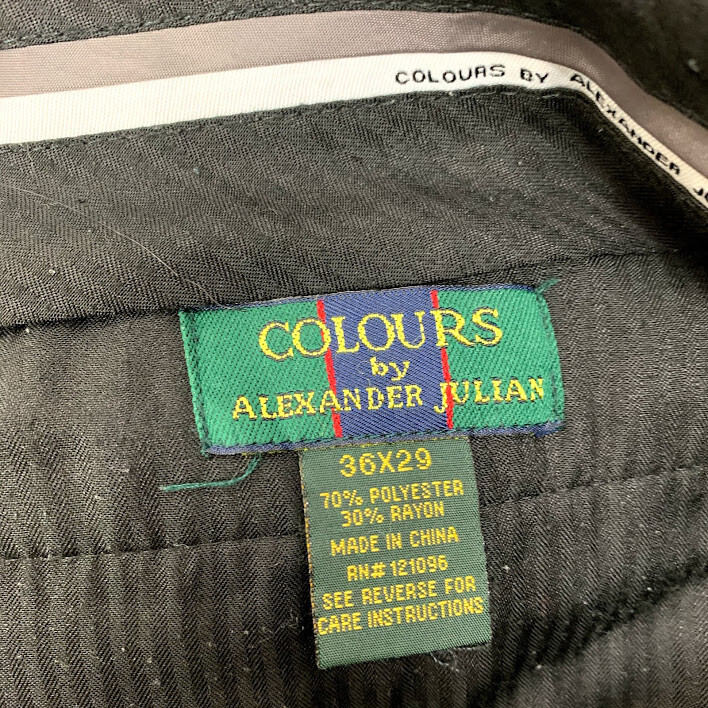 COLOURS BY ALEXANDER
COLOURS
by
ALEXANDER JULIAN
36X29
70% POLYESTER
30% RAYON
MADE IN CHINA
RN# 121096
SEE REVERSE FOR
CARE INSTRUCTIONS